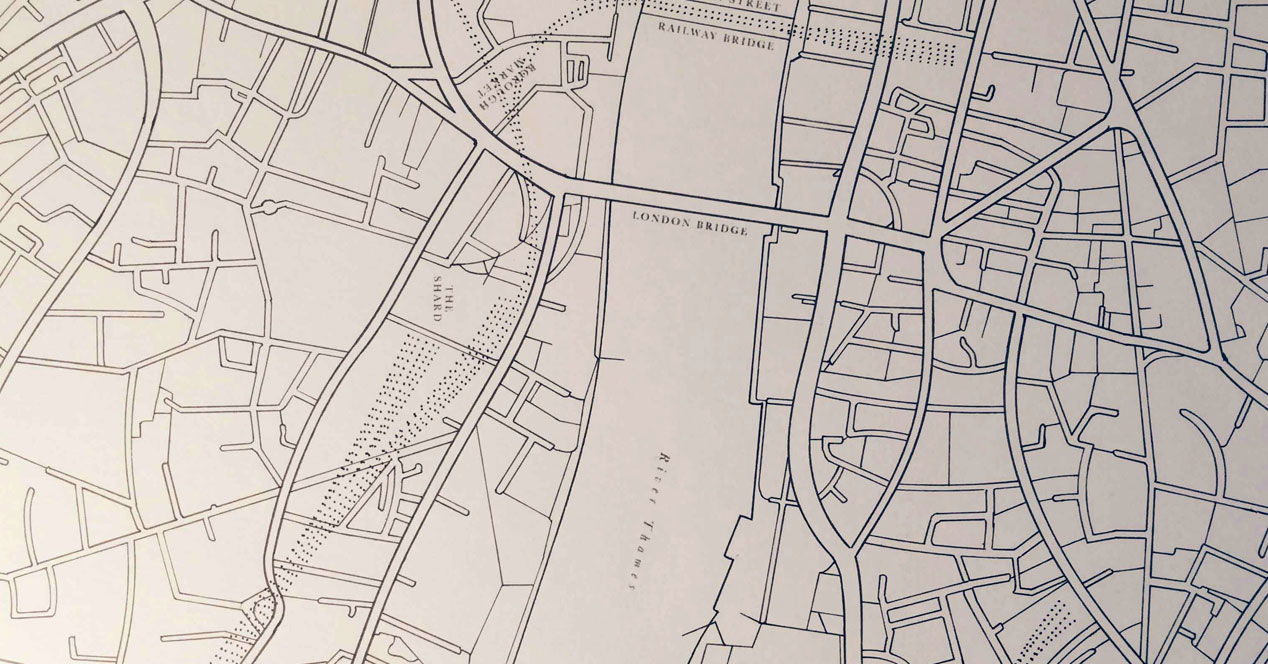 STREET
RAILWAY BRIDGE
BOROUGH
MARKET
LONDON BRIDGE
THE
SHARD
River Thames